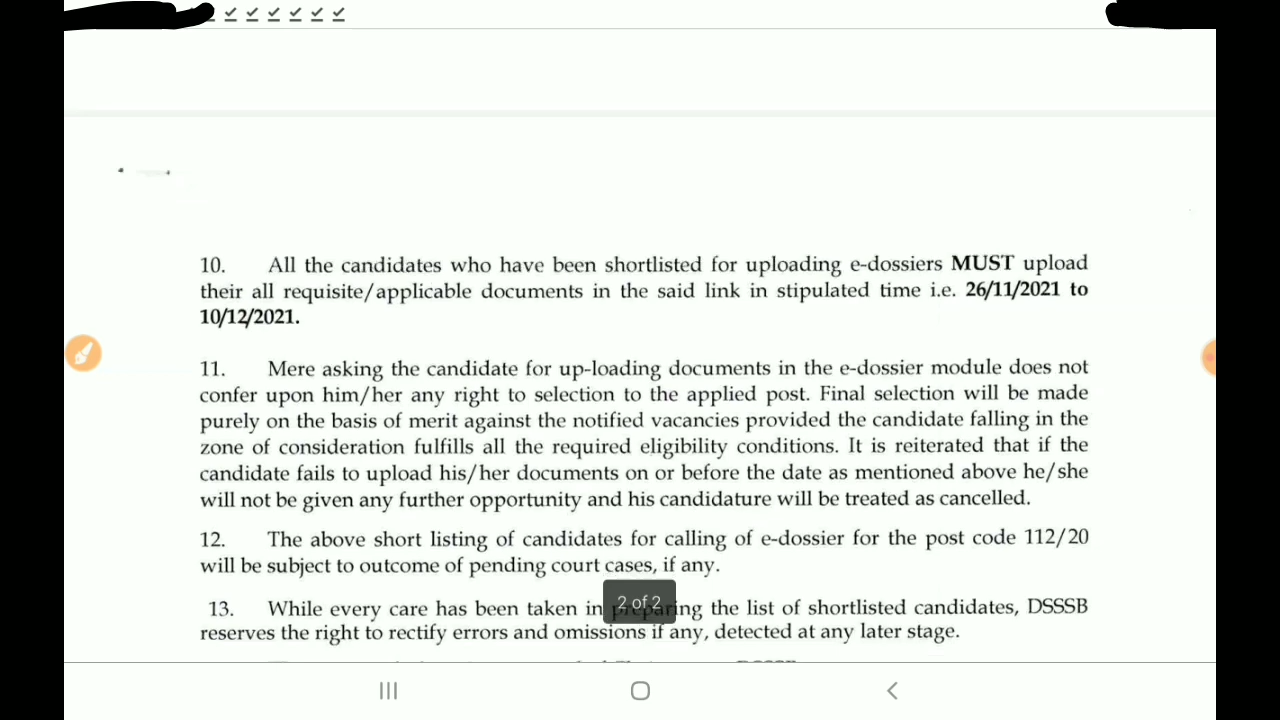 10. All the candidates who have been shortlisted for uploading e-dossiers MUST upload
their all requisite/applicable documents in the said link in stipulated time i.e. 26/11/2021 to
10/12/2021.
11. Mere asking the candidate for up-loading documents in the e-dossier module does not
confer upon him/her any right to selection to the applied post. Final selection will be made
purely on the basis of merit against the notified vacancies provided the candidate falling in the
zone of consideration fulfills all the required eligibility conditions. It is reiterated that if the
candidate fails to upload his/her documents on or before the date as mentioned above he/she
will not be given any further opportunity and his candidature will be treated as cancelled.
12. The above short listing of candidates for calling of e-dossier for the post code 112/20
will be subject to outcome of pending court cases, if any.
2 of 2
13. While every care has been taken in preparing the list of shortlisted candidates, DSSSB
reserves the right to rectify errors and omissions if any, detected at any later stage.